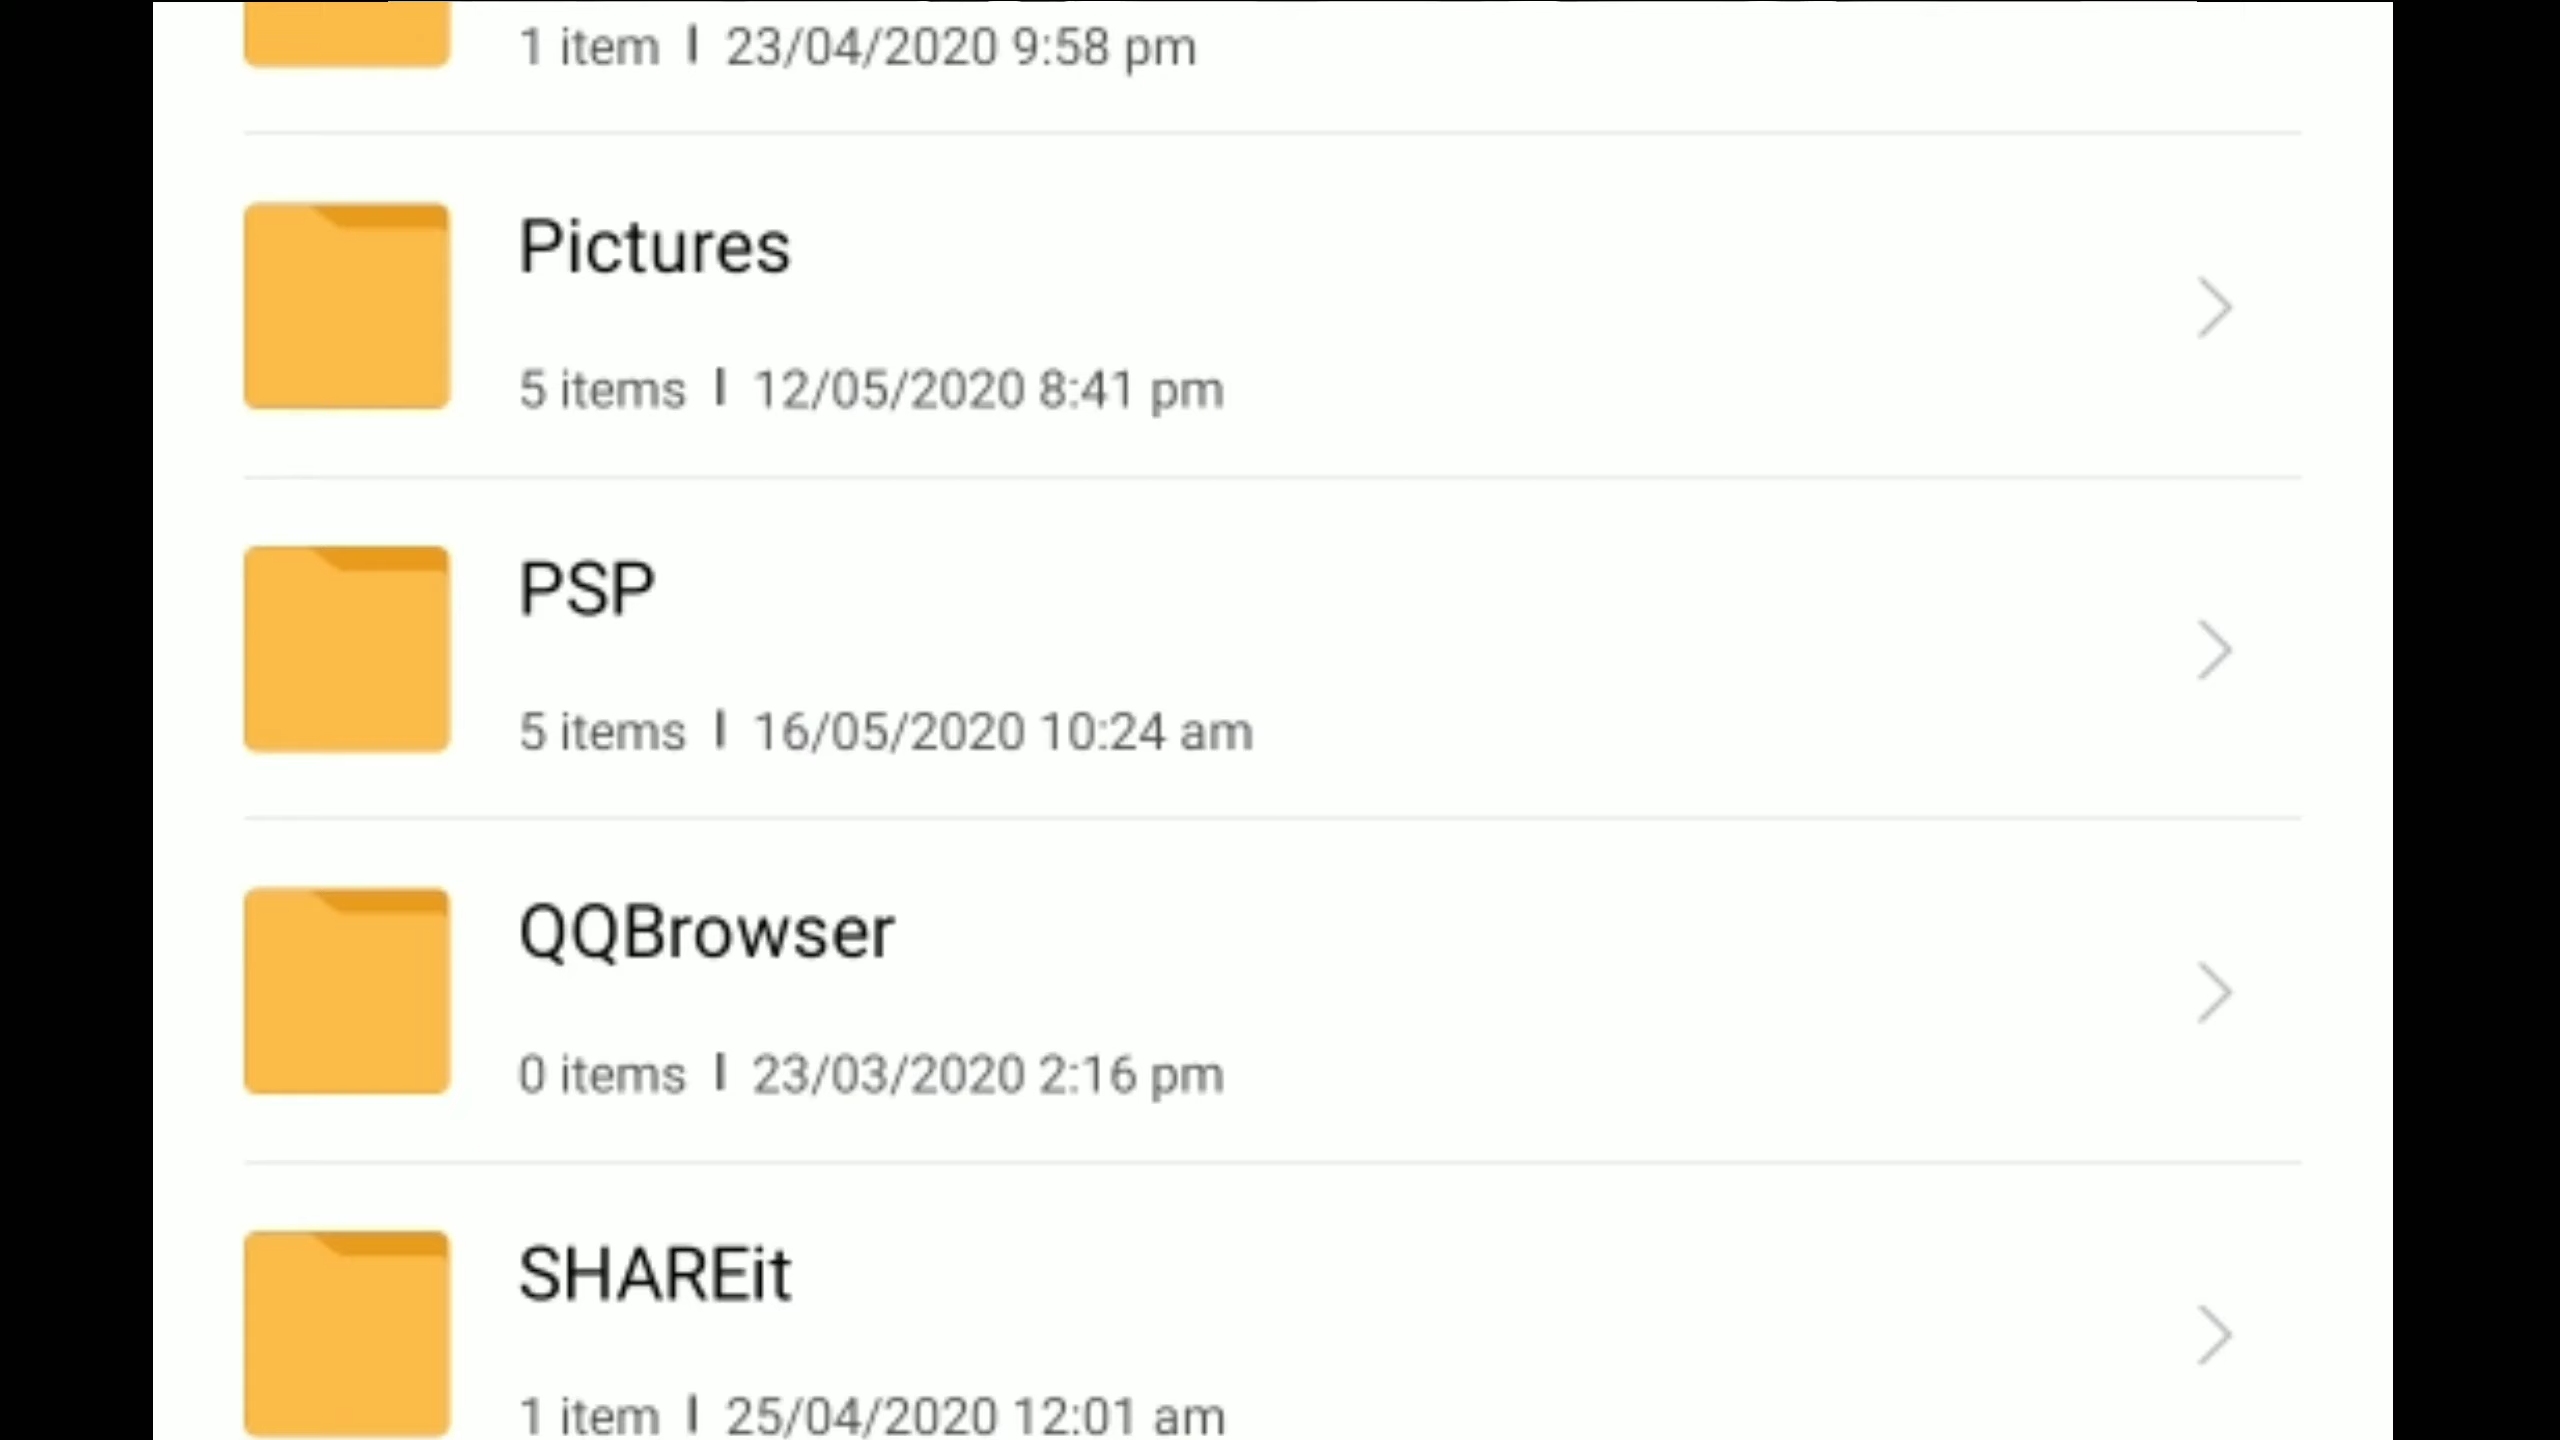 1 item | 23/04/2020 9:58 pm
Pictures
5 items | 12/05/2020 8:41 pm
PSP
5 items | 16/05/2020 10:24 am
QQBrowser
0 items | 23/03/2020 2:16 pm
SHAREit
1 item | 25/04/2020 12:01 am